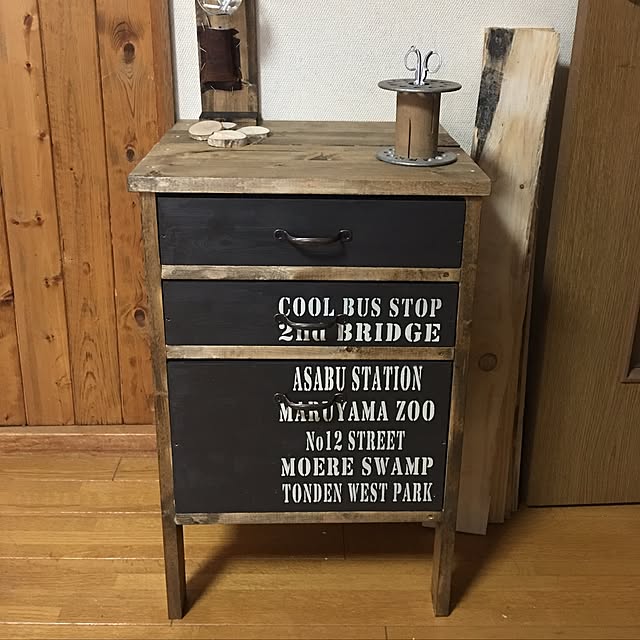 COOL BUS STOP
2nd BRIDGE
ASABU STATION
MARUYAMA ZOO
No12 STREET
MOERE SWAMP
TONDEN WEST PARK